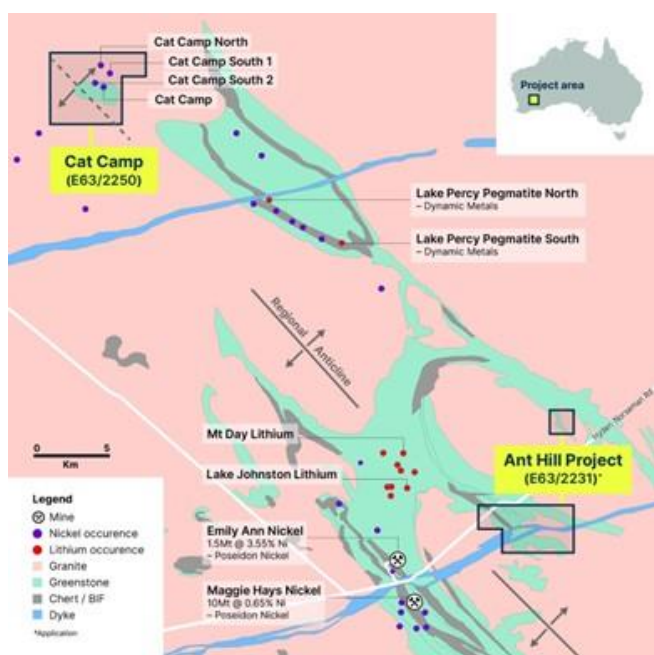 Cat Camp North
Cat Camp South 1
Cat Camp South 2
Cat Camp
Project area
Cat Camp
(E63/2250)
Lake Percy Pegmatite North
– Dynamic Metals
Lake Percy Pegmatite South
– Dynamic Metals
Regional
Anticline
Hyden Norseman Rd
Mt Day Lithium
Lake Johnston Lithium
Ant Hill Project
(E63/2231)*
0 5
Km
Legend
Mine
Nickel occurence
Lithium occurence
Granite
Greenstone
Chert / BIF
Dyke
*Application
Emily Ann Nickel
1.5Mt @ 3.55% Ni
– Poseidon Nickel
Maggie Hays Nickel
10Mt @ 0.65% Ni
– Poseidon Nickel